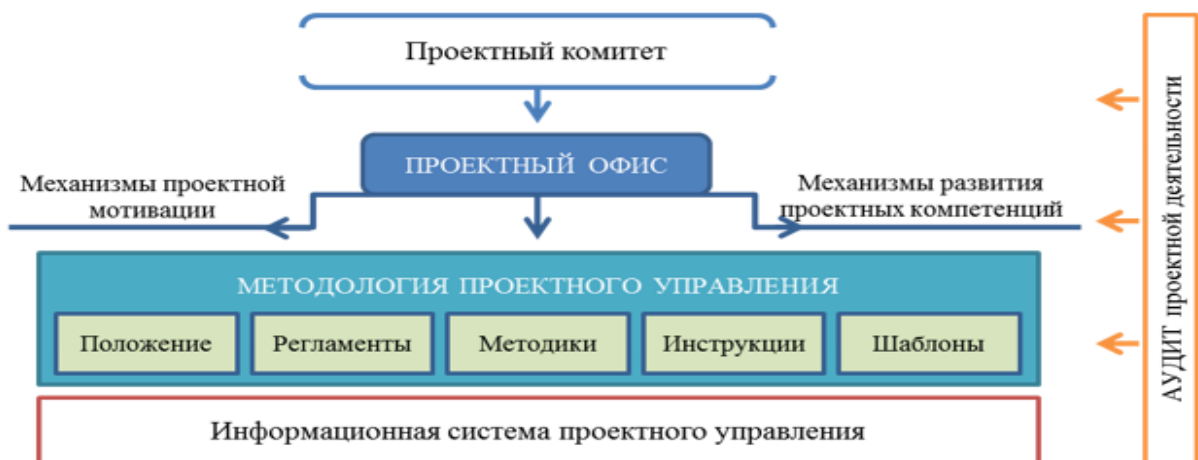 Проектный комитет
ПРОЕКТНЫЙ ОФИС
Механизмы проектной
мотивации
Механизмы развития
проектных компетенций
МЕТОДОЛОГИЯ ПРОЕКТНОГО УПРАВЛЕНИЯ
Положение
Регламенты
Методики
Инструкции
Шаблоны
Информационная система проектного управления
АУДИТ проектной деятельности